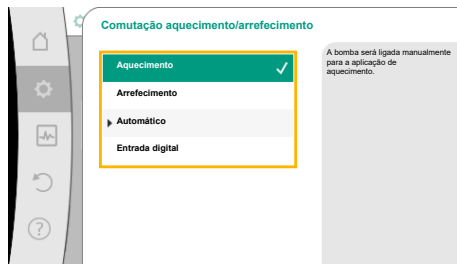 Comutação aquecimento/arrefecimento
Aquecimento
Arrefecimento
Automático
Entrada digital
A bomba será ligada manualmente
para a aplicação de
aquecimento.
?